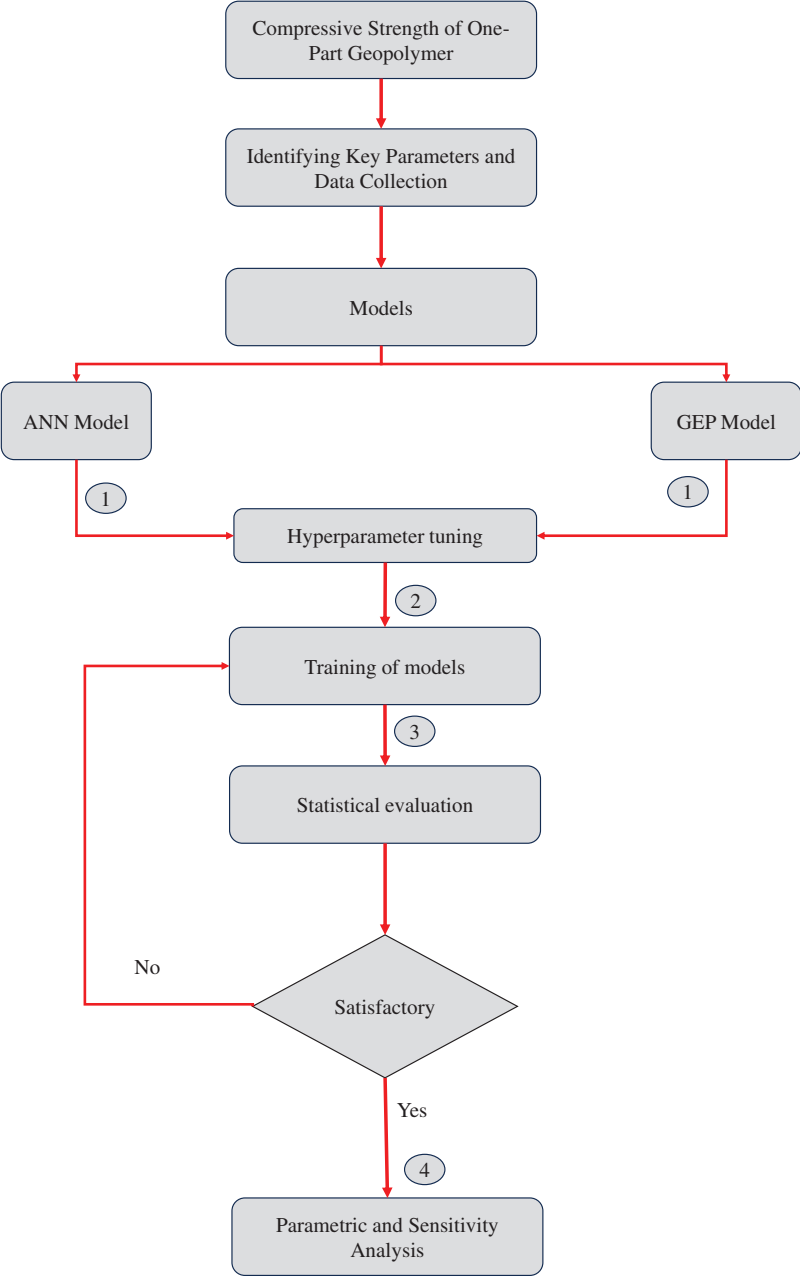 Compressive Strength of One-
Part Geopolymer
Identifying Key Parameters and
Data Collection
Models
ANN Model
GEP Model
1
1
Hyperparameter tuning
2
Training of models
3
Statistical evaluation
No
Satisfactory
Yes
4
Parametric and Sensitivity
Analysis